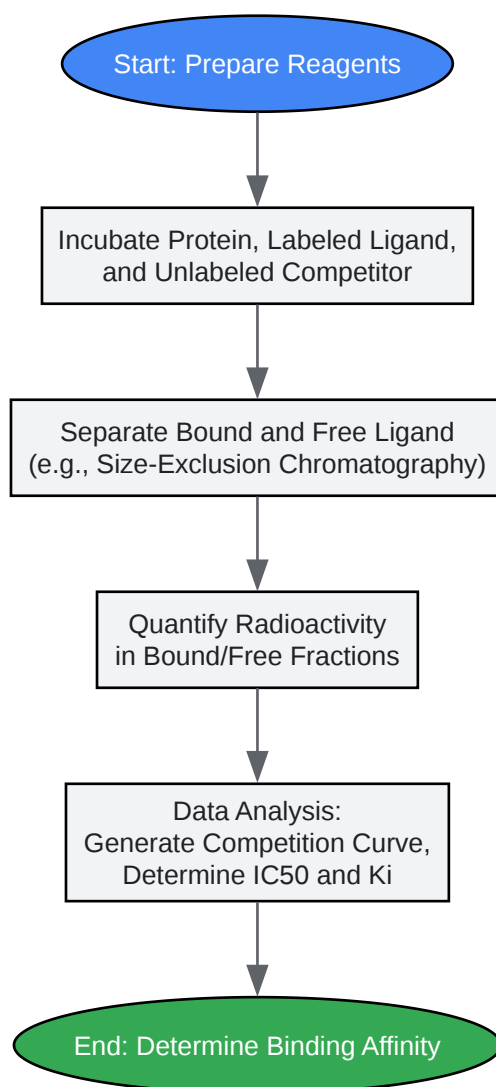 Start: Prepare Reagents
Incubate Protein, Labeled Ligand,
and Unlabeled Competitor
Separate Bound and Free Ligand
(e.g., Size-Exclusion Chromatography)
Quantify Radioactivity
in Bound/Free Fractions
Data Analysis:
Generate Competition Curve,
Determine IC50 and Ki
End: Determine Binding Affinity